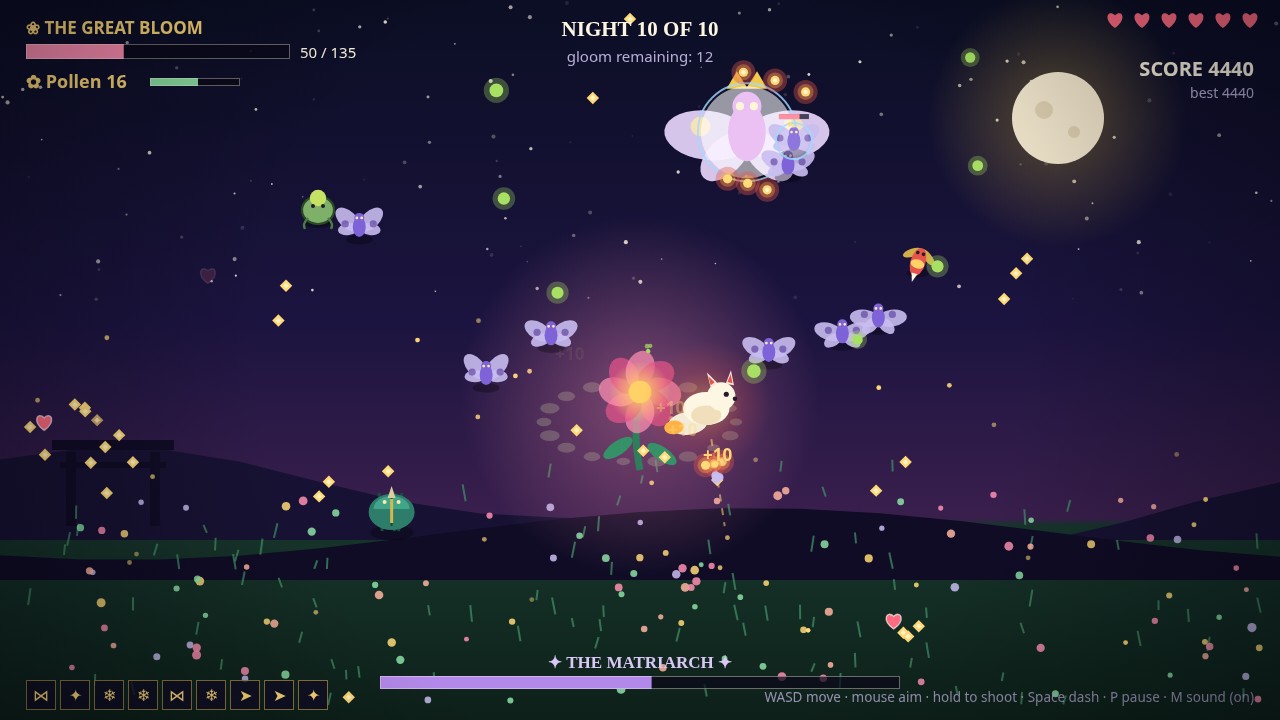 ❀ THE GREAT BLOOM
50 / 135
✿ Pollen 16
NIGHT 10 OF 10
gloom remaining: 12
SCORE 4440
best 4440
+10
+10
+10
✦ THE MATRIARCH ✦
WASD move · mouse aim · hold to shoot · Space dash · P pause · M sound (on)